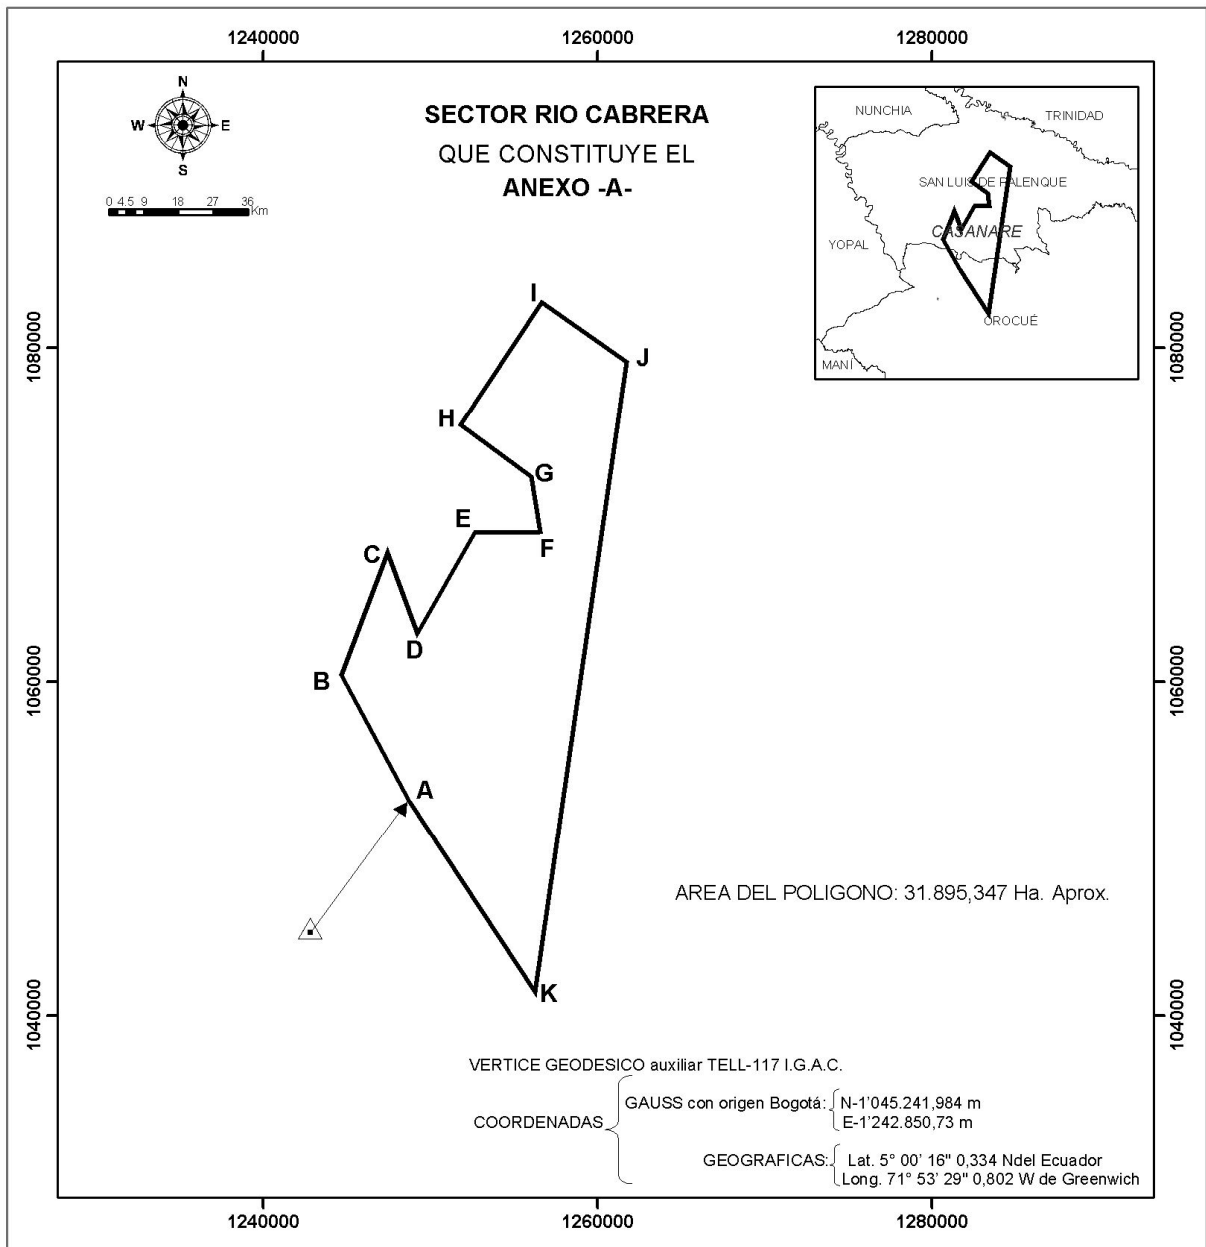 1240000 1260000 1280000
N
W E
S
0 4.5 9 18 27 36
Km
SECTOR RIO CABRERA
QUE CONSTITUYE EL
ANEXO -A-
NUNCHIA
TRINIDAD
SAN LUIS DE PALENQUE
CASANARE
YOPAL
OROCUÉ
MANÍ
1080000 1080000
I
J
H
G
E
F
C
D
1060000 1060000
B
A
AREA DEL POLIGONO: 31.895,347 Ha. Aprox.
K
1040000 1040000
VERTICE GEODESICO auxiliar TELL-117 I.G.A.C.
COORDENADAS
GAUSS con origen Bogotá:
N-1'045.241,984 m
E-1'242.850,73 m
GEOGRAFICAS:
Lat. 5° 00' 16" 0,334 Ndel Ecuador
Long. 71° 53' 29" 0,802 W de Greenwich
1240000 1260000 1280000